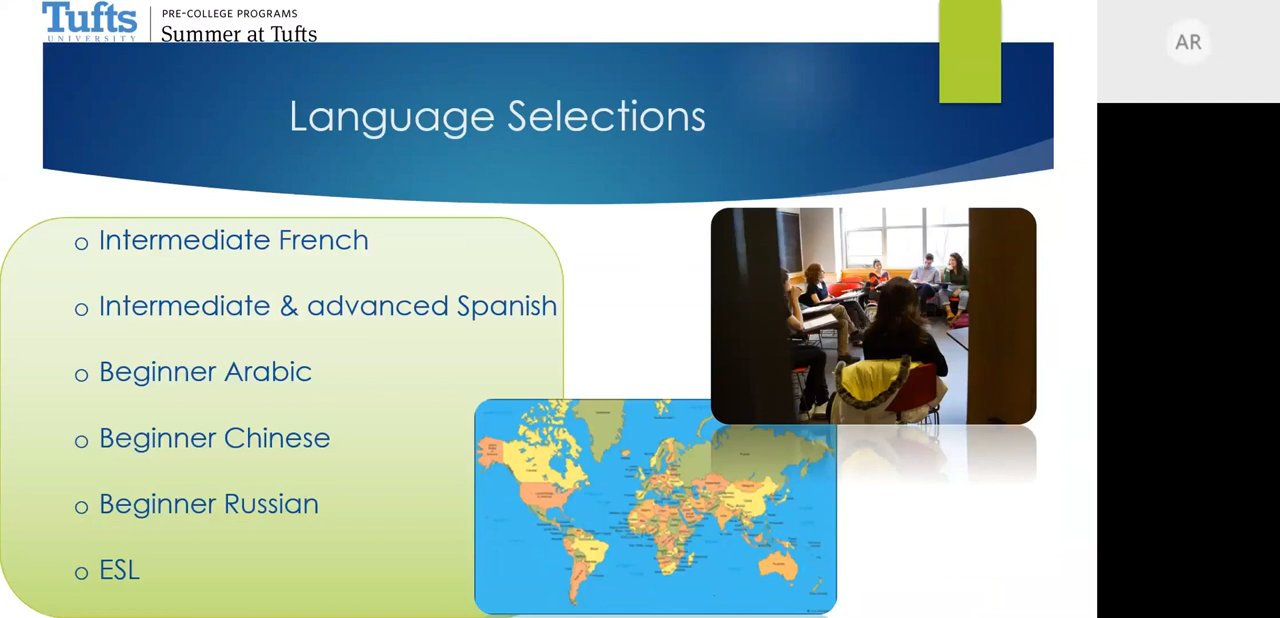 Tufts
UNIVERSITY
PRE-COLLEGE PROGRAMS
Summer at Tufts
AR
Language Selections
o Intermediate French
o Intermediate & advanced Spanish
o Beginner Arabic
o Beginner Chinese
o Beginner Russian
o ESL